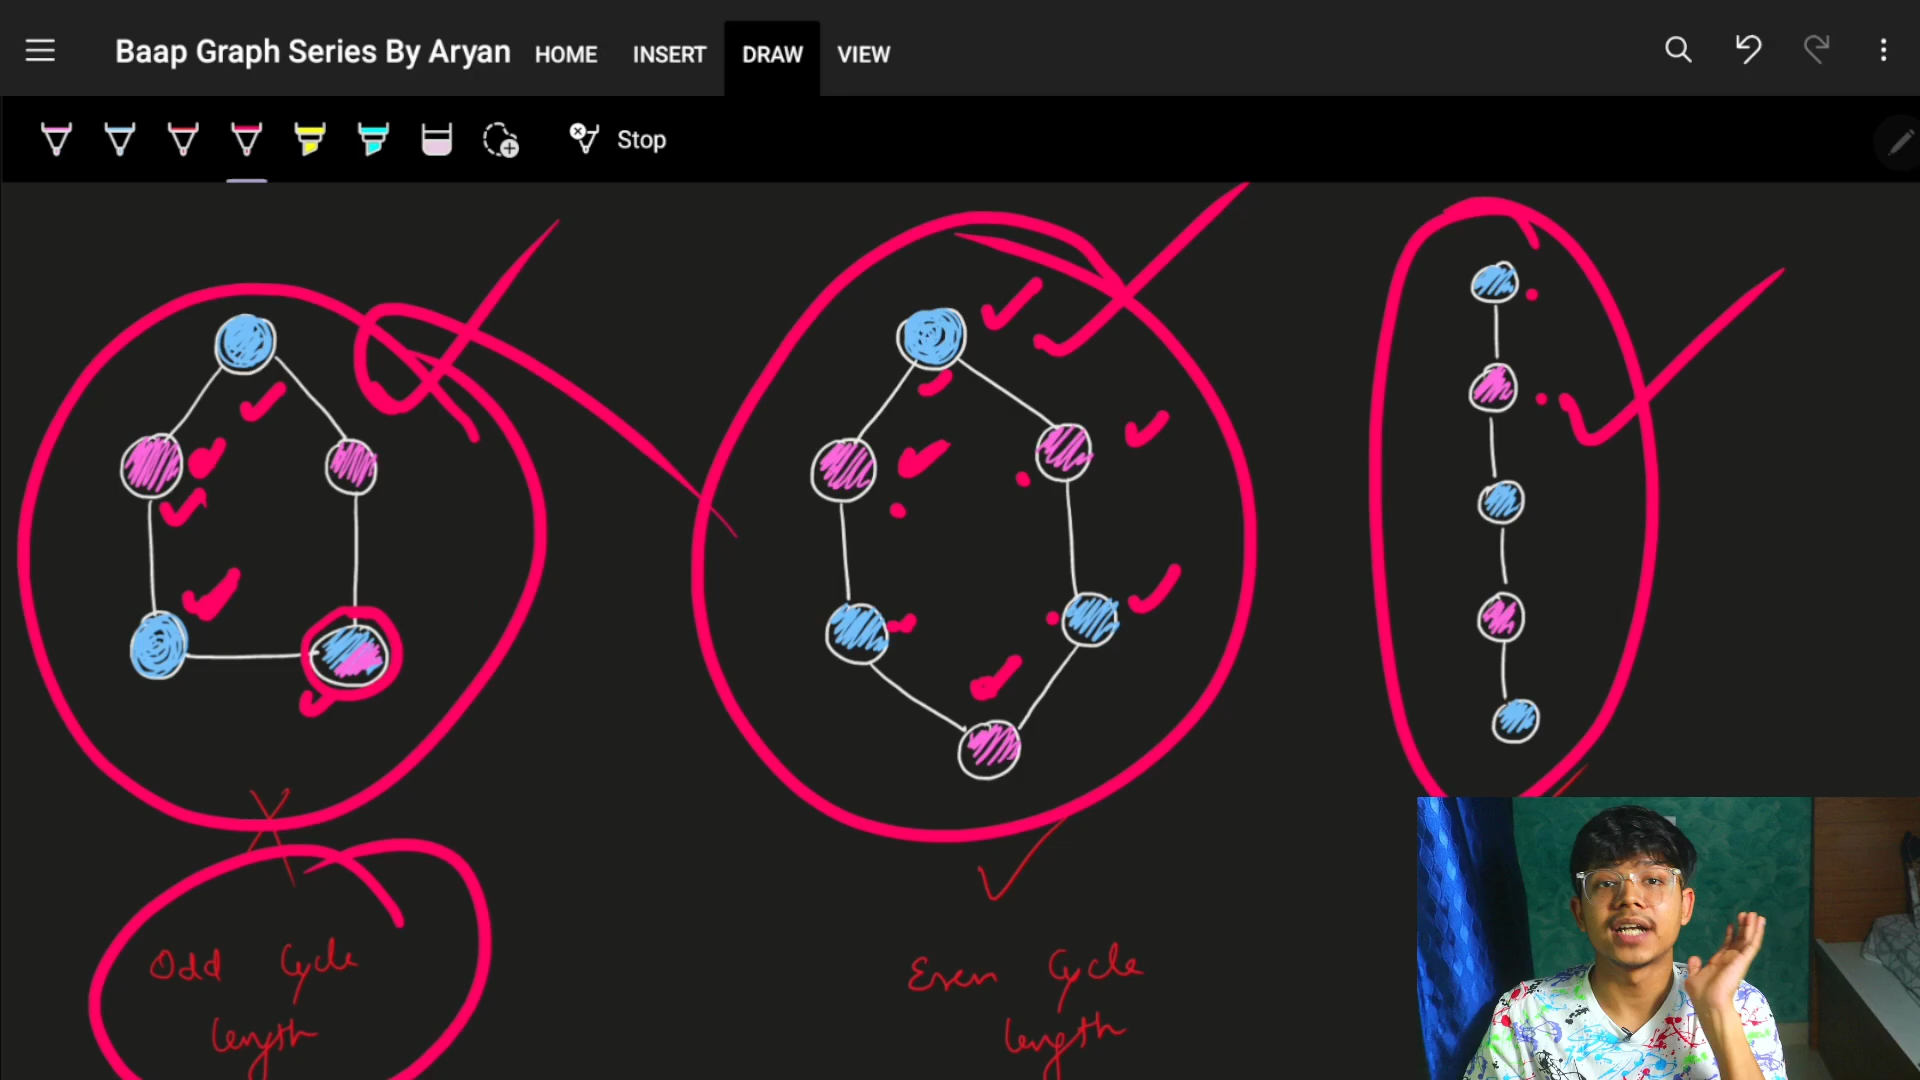 Baap Graph Series By Aryan HOME INSERT DRAW VIEW
Stop
Odd Cycle
length
Even Cycle
length